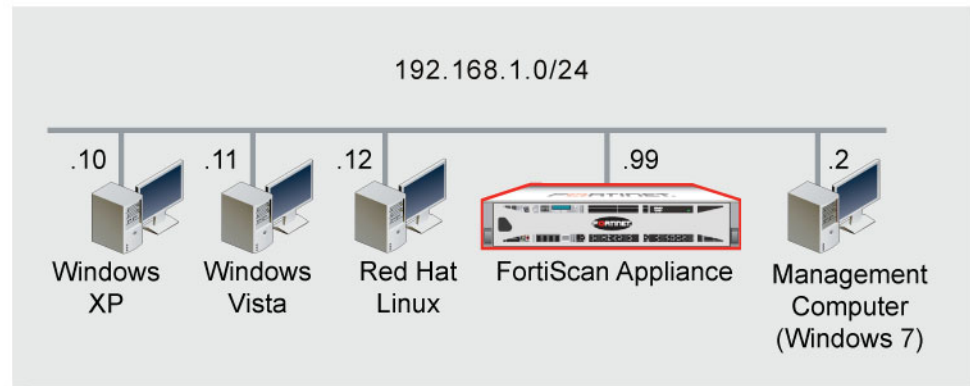 192.168.1.0/24
.10
.11
.12
.99
.2
FORTINET
Windows
XP
Windows
Vista
Red Hat
Linux
FortiScan Appliance
Management
Computer
(Windows 7)